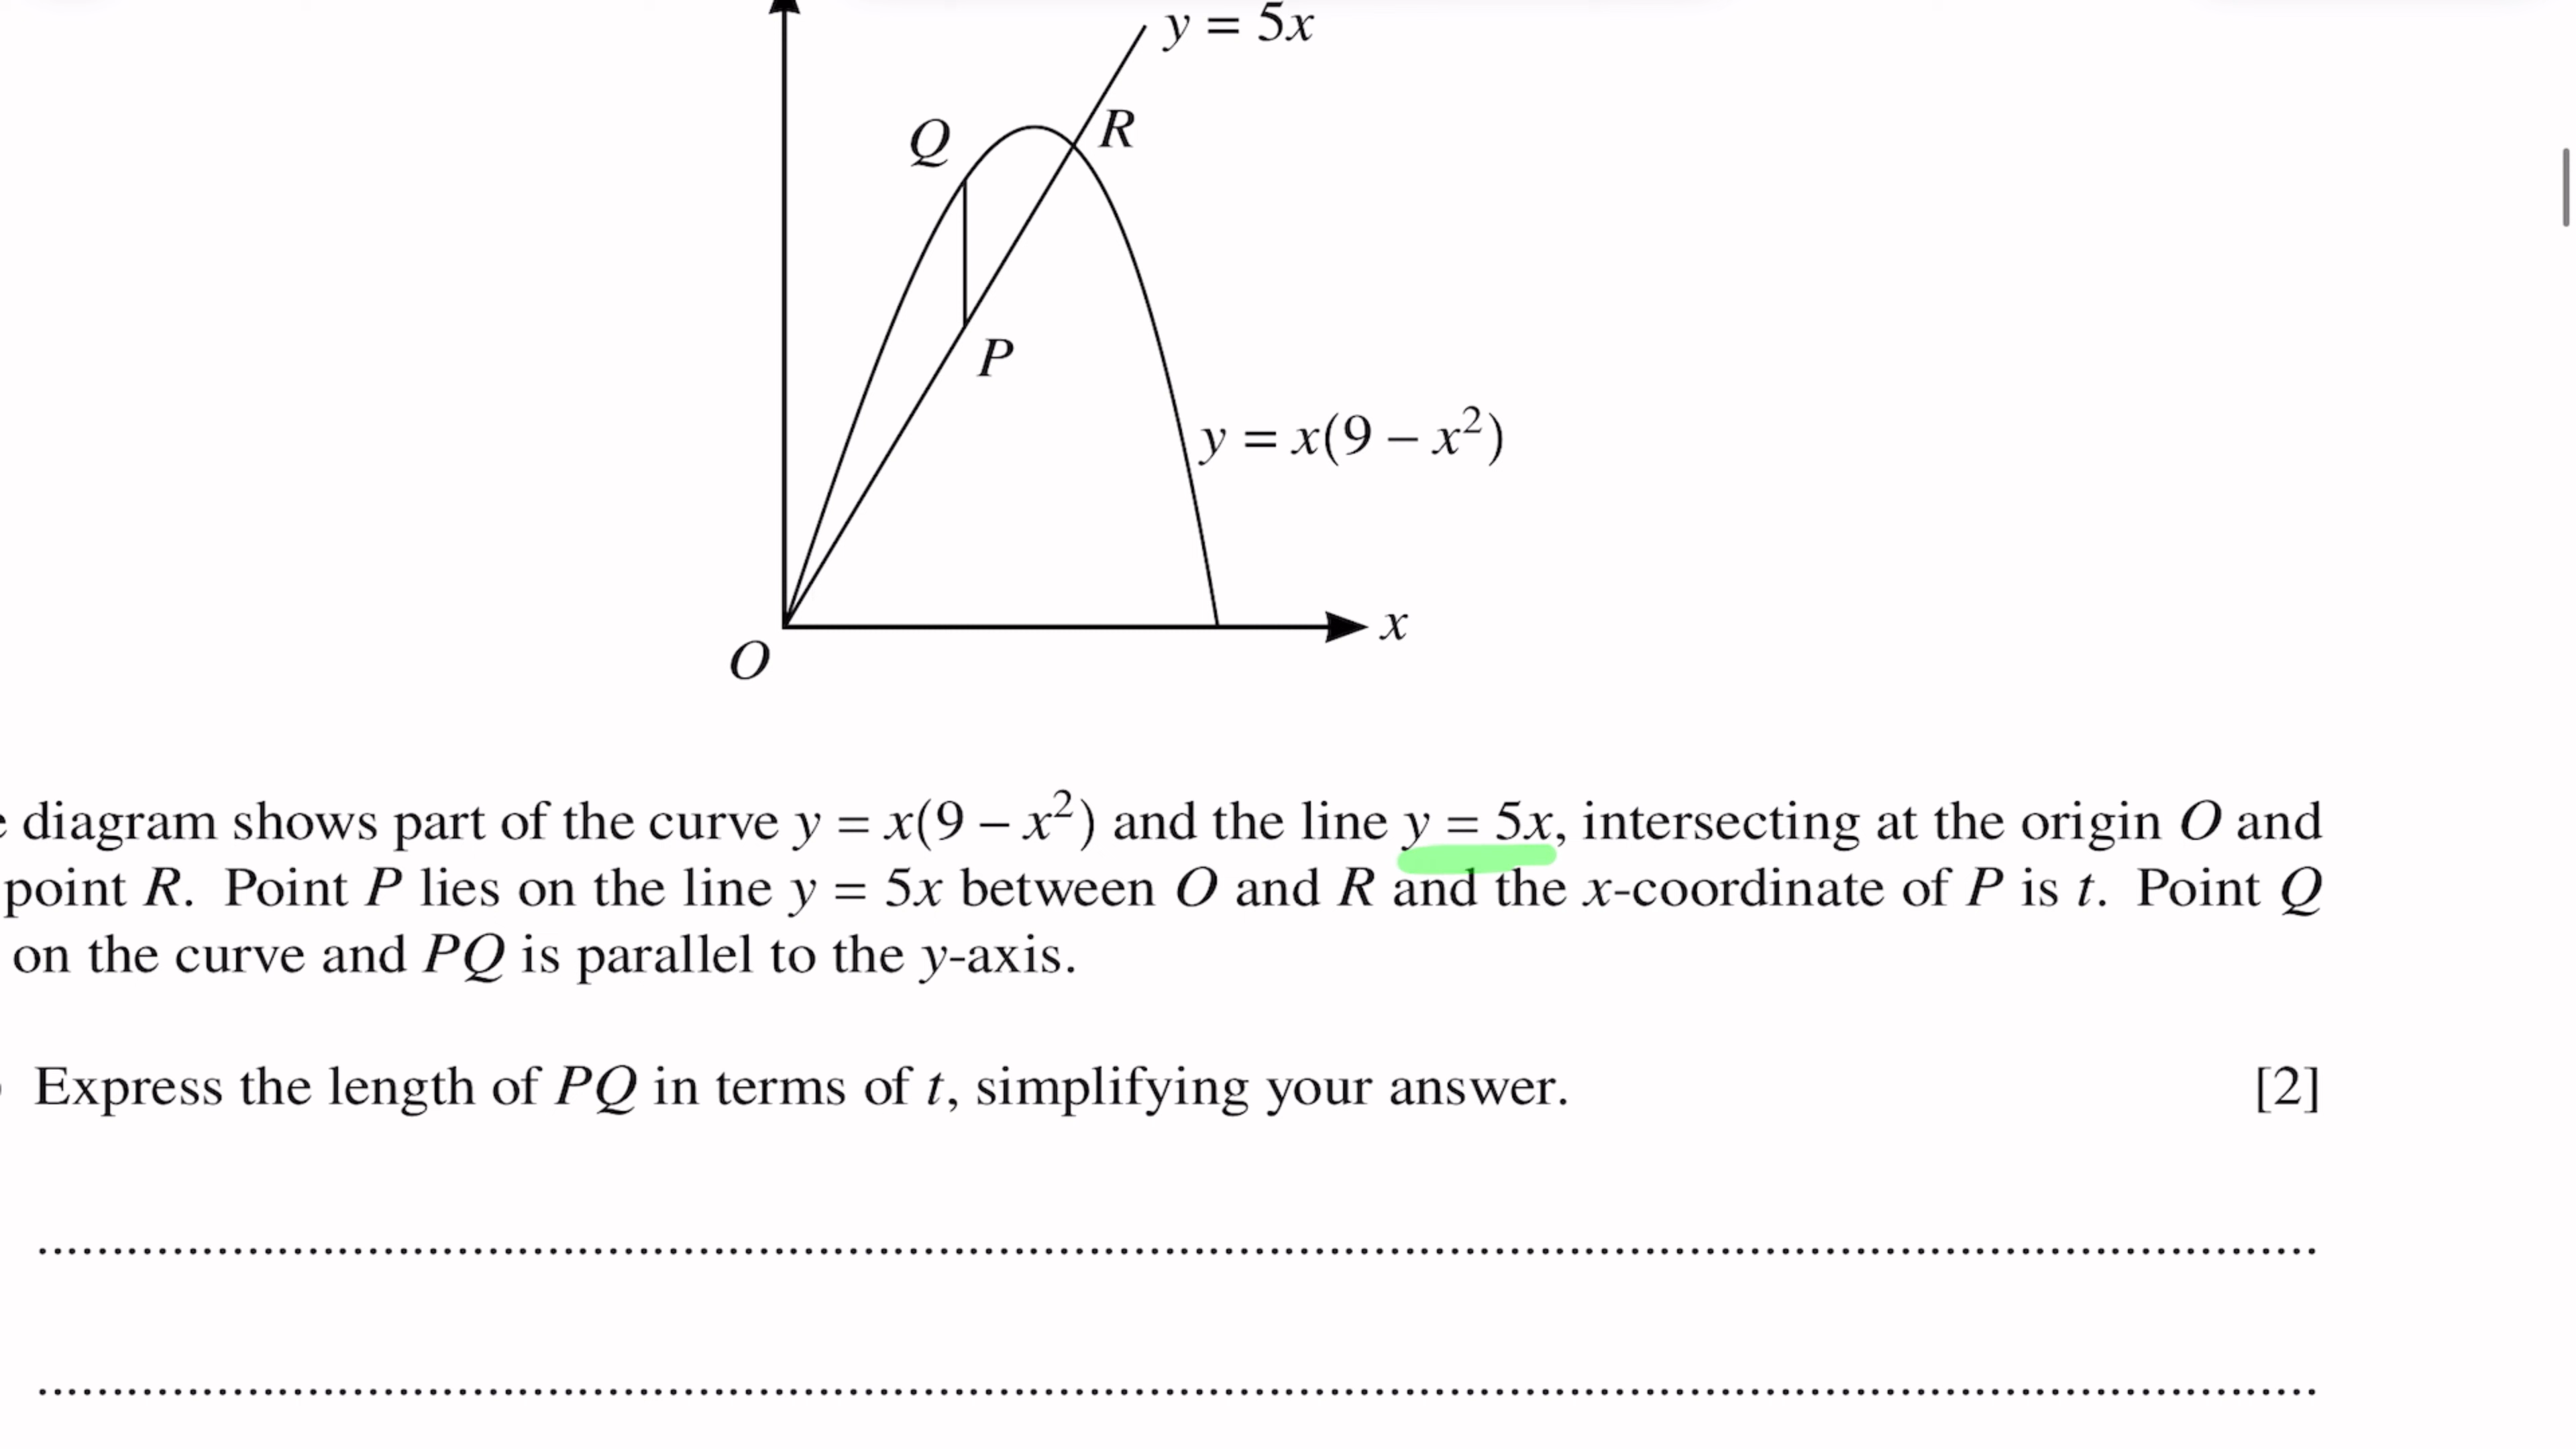 y = 5x
Q
R
P
y = x(9 – x²)
x
O
diagram shows part of the curve y = x(9 – x²) and the line y = 5x, intersecting at the origin O and
point R. Point P lies on the line y = 5x between O and R and the x-coordinate of P is t. Point Q
on the curve and PQ is parallel to the y-axis.
Express the length of PQ in terms of t, simplifying your answer. [2]